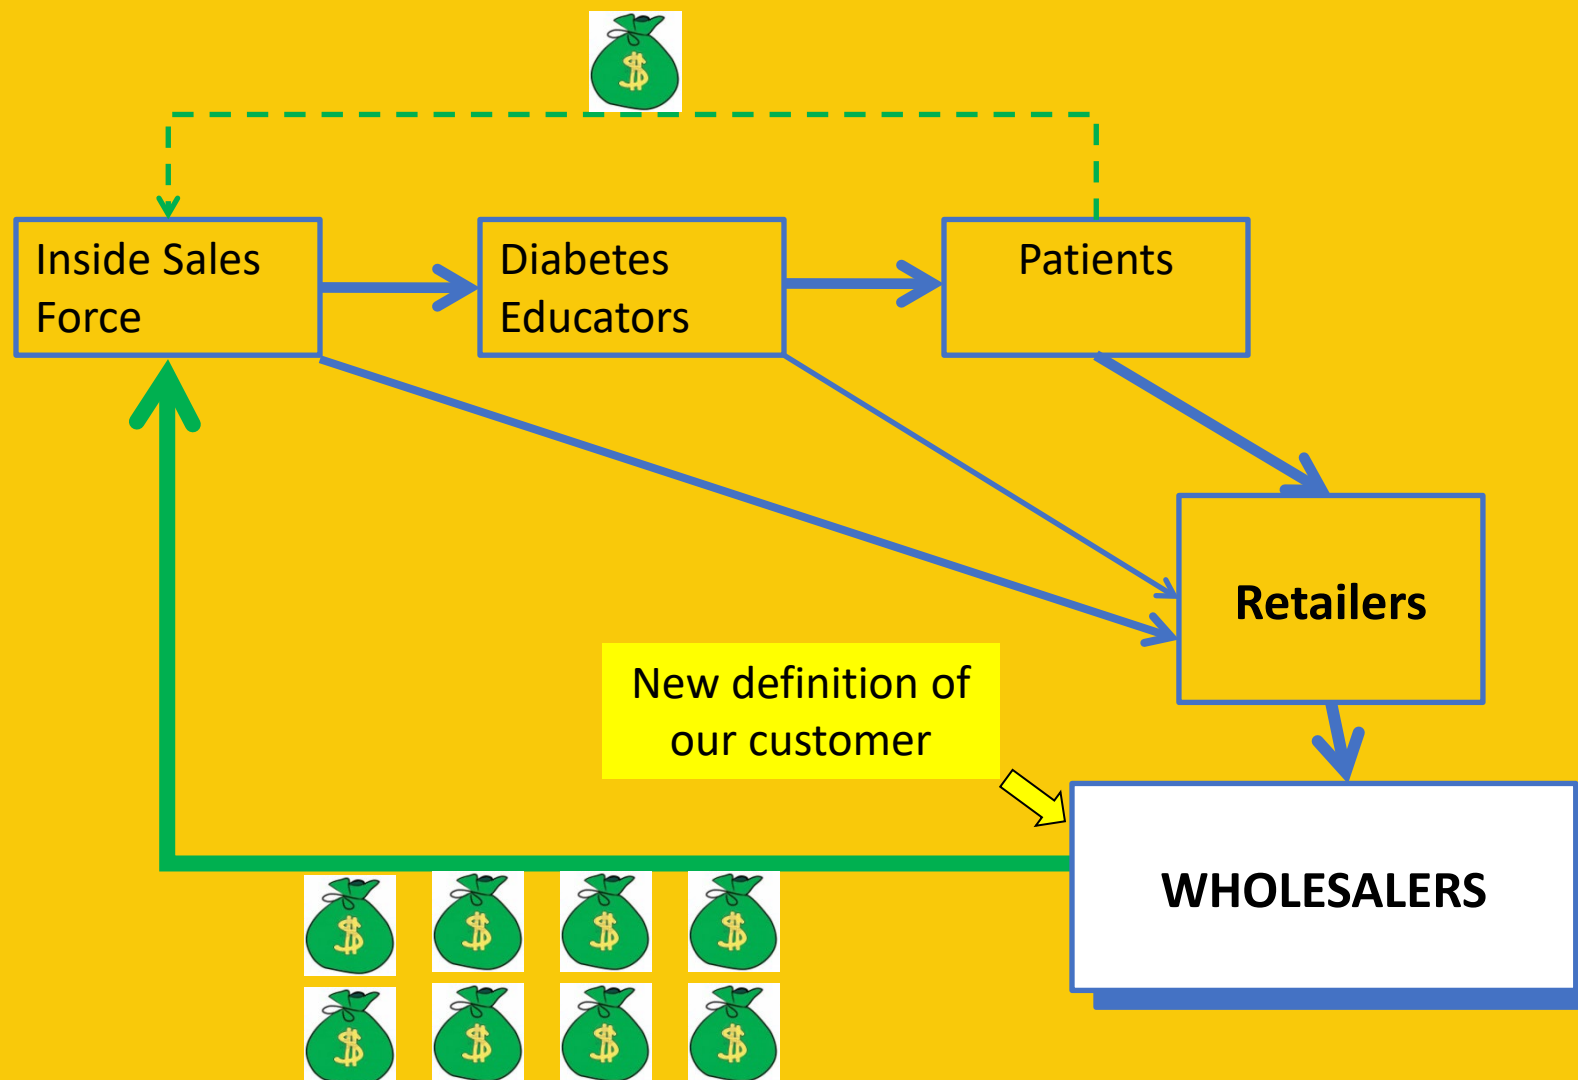 $
Inside Sales
Force
Diabetes
Educators
Patients
Retailers
New definition of
our customer
WHOLESALERS
$ $ $ $
$ $ $ $